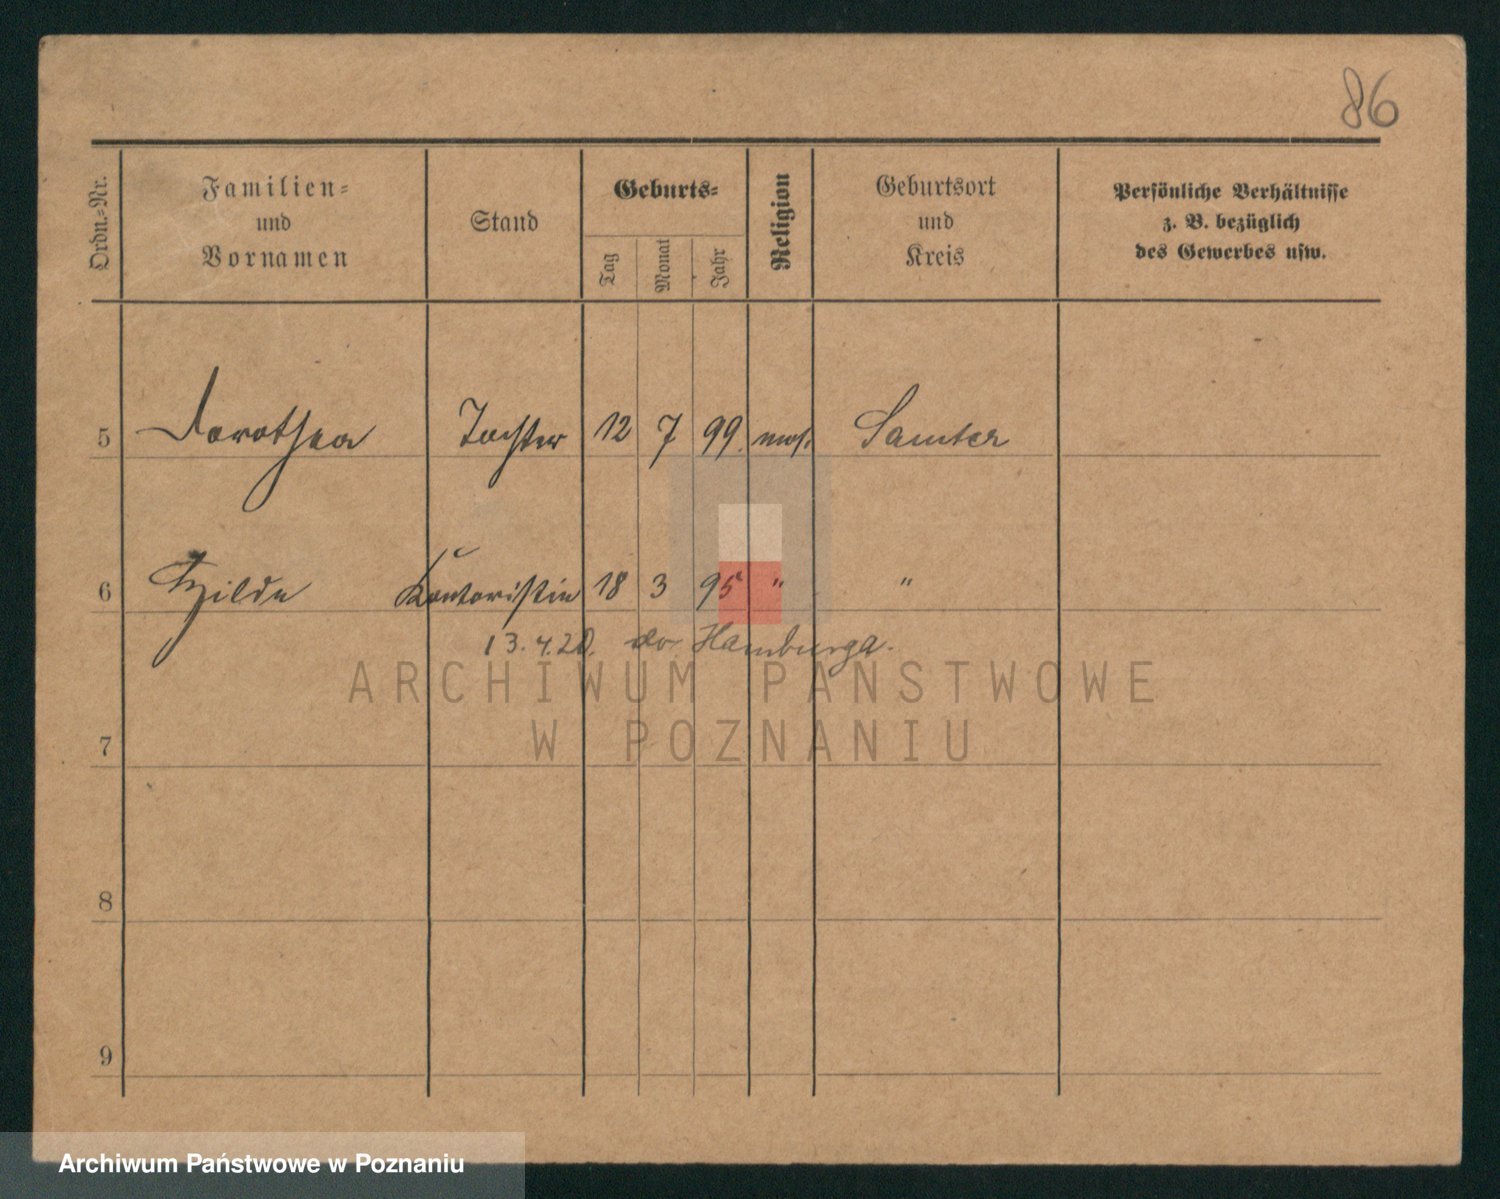 86
Ordn.-Nr.
Familien-
und
Vornamen
Stand
Geburts-
Tag
Monat
Jahr
Religion
Geburtsort
und
Kreis
Persönliche Verhältnisse
z. B. bezüglich
des Gewerbes usw.
5 Dorothea Tochter 12 7 99. mos. Samter
6 Hilde Kontoristin 18 3 95 " "
13.4.20. do Hamburga.
ARCHIWUM PAŃSTWOWE
W POZNANIU
7
8
9
Archiwum Państwowe w Poznaniu